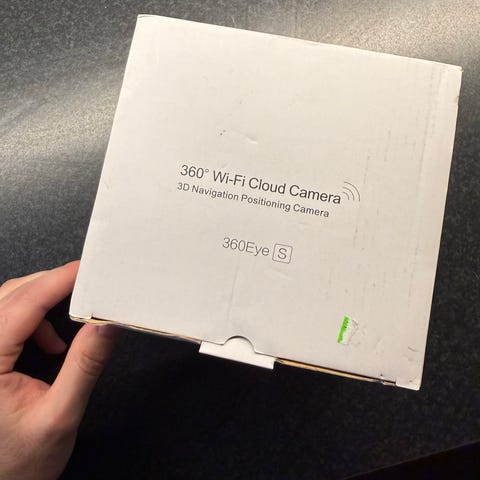 360° Wi-Fi Cloud Camera
3D Navigation Positioning Camera
360Eye S